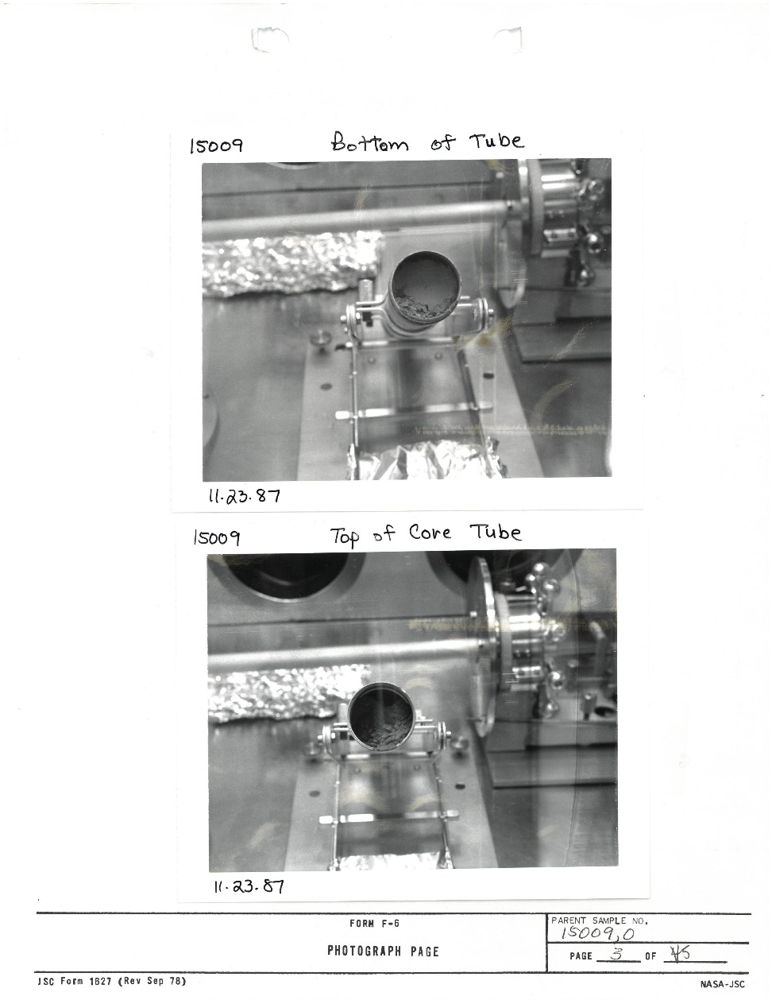 15009 Bottom of Tube
11.23.87
15009 Top of Core Tube
11.23.87
FORM F-6
PHOTOGRAPH PAGE
PARENT SAMPLE NO.
15009,0
PAGE 3 OF 45
JSC Form 1627 (Rev Sep 78)
NASA-JSC